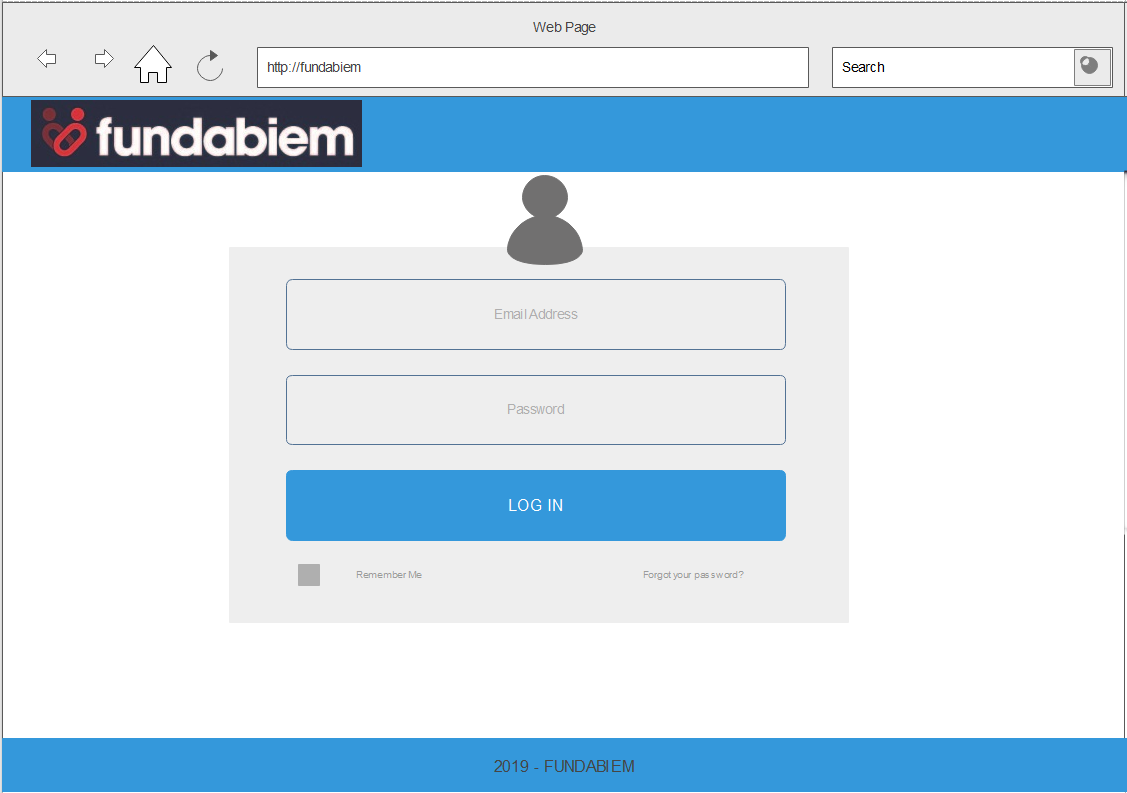 Web Page
http://fundabiem
Search
fundabiem
Email Address
Password
LOG IN
Remember Me
Forgot your password?
2019 - FUNDABIEM